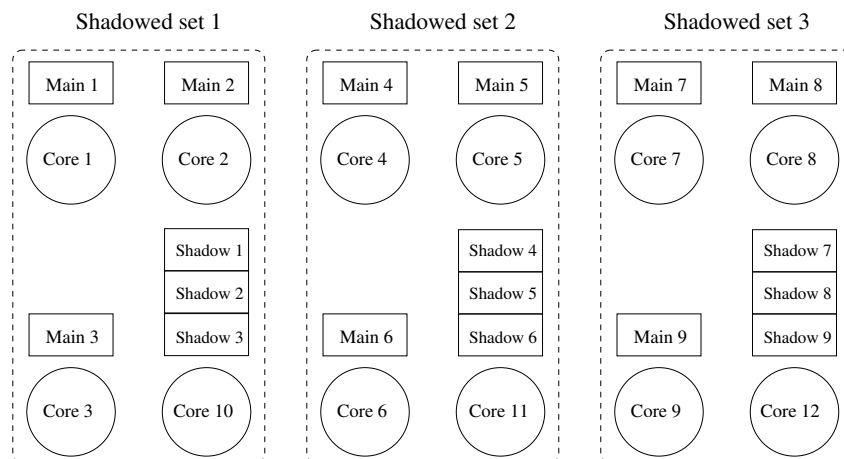 Shadowed set 1
Shadowed set 2
Shadowed set 3
Main 1
Main 2
Main 4
Main 5
Main 7
Main 8
Core 1
Core 2
Core 4
Core 5
Core 7
Core 8
Shadow 1
Shadow 4
Shadow 7
Shadow 2
Shadow 5
Shadow 8
Main 3
Shadow 3
Main 6
Shadow 6
Main 9
Shadow 9
Core 3
Core 10
Core 6
Core 11
Core 9
Core 12